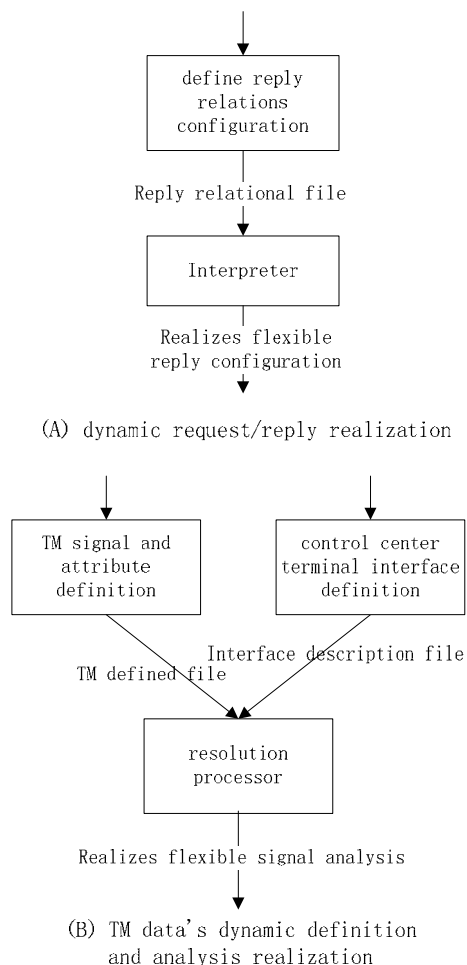 define reply
relations
configuration
Reply relational file
Interpreter
Realizes flexible
reply configuration
(A) dynamic request/reply realization
TM signal and
attribute
definition
control center
terminal interface
definition
Interface description file
TM defined file
resolution
processor
Realizes flexible signal analysis
(B) TM data's dynamic definition
and analysis realization